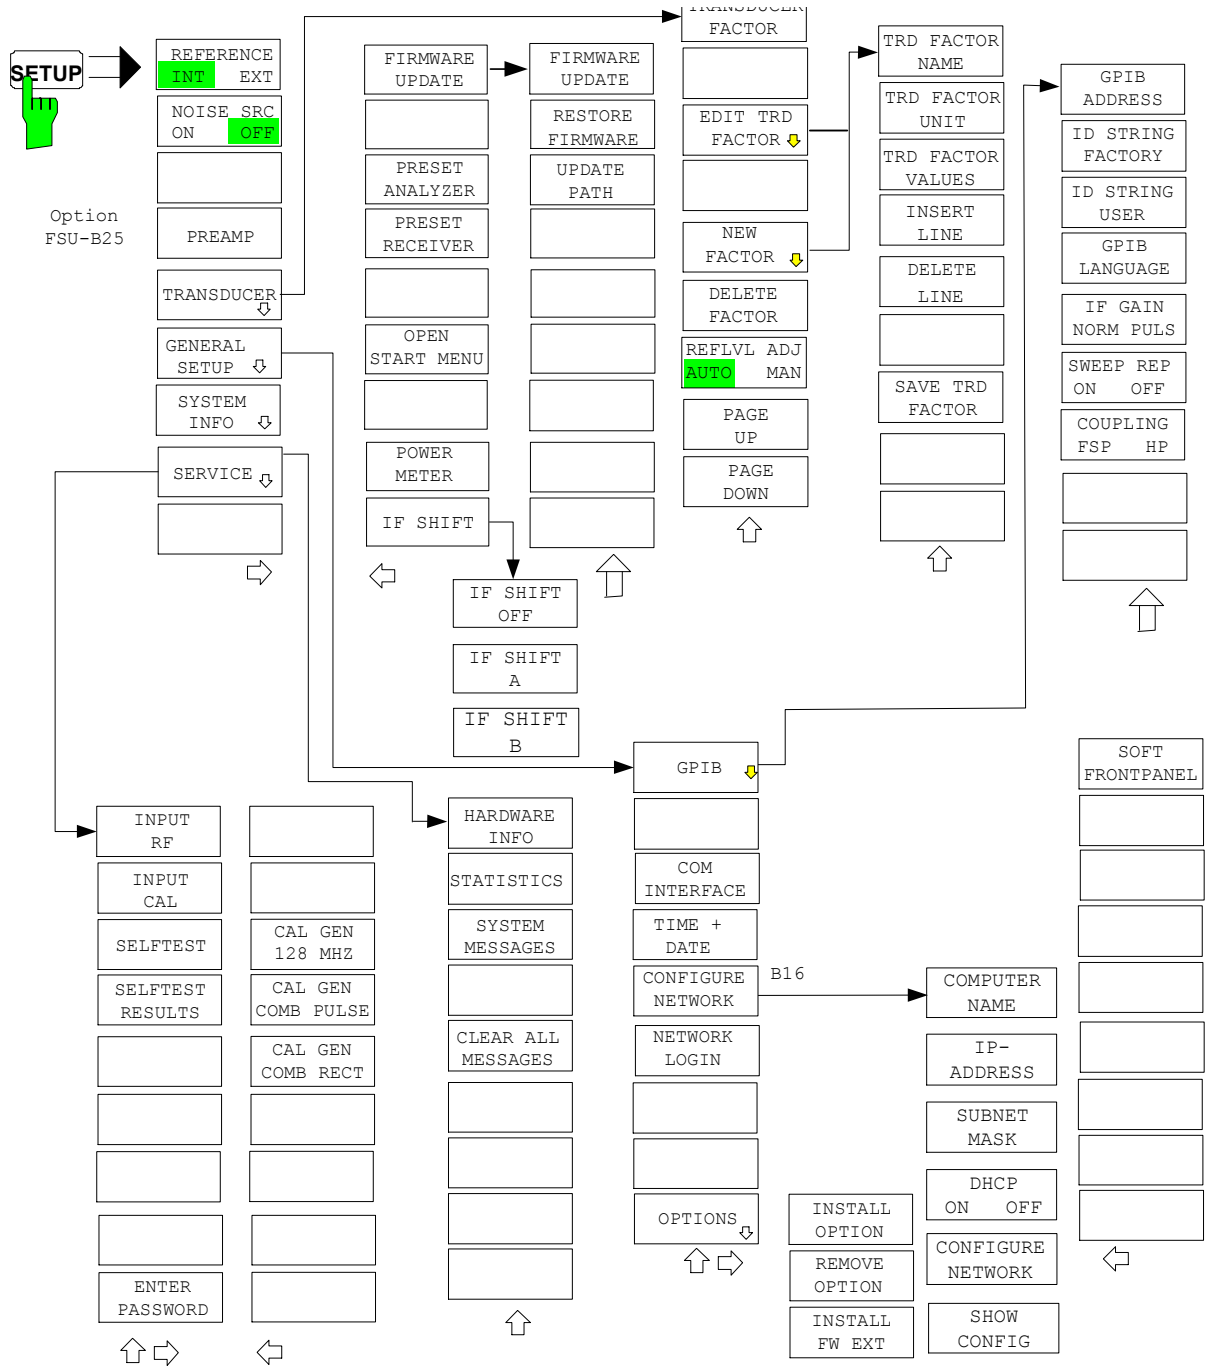 SETUP
REFERENCE
INT EXT
NOISE SRC
ON OFF
Option
FSU-B25
PREAMP
TRANSDUCER
GENERAL
SETUP
SYSTEM
INFO
SERVICE
FIRMWARE
UPDATE
PRESET
ANALYZER
PRESET
RECEIVER
OPEN
START MENU
POWER
METER
IF SHIFT
FIRMWARE
UPDATE
RESTORE
FIRMWARE
UPDATE
PATH
IF SHIFT
OFF
IF SHIFT
A
IF SHIFT
B
TRANSDUCER
FACTOR
EDIT TRD
FACTOR
NEW
FACTOR
DELETE
FACTOR
REFLVL ADJ
AUTO MAN
PAGE
UP
PAGE
DOWN
TRD FACTOR
NAME
TRD FACTOR
UNIT
TRD FACTOR
VALUES
INSERT
LINE
DELETE
LINE
SAVE TRD
FACTOR
GPIB
ADDRESS
ID STRING
FACTORY
ID STRING
USER
GPIB
LANGUAGE
IF GAIN
NORM PULS
SWEEP REP
ON OFF
COUPLING
FSP HP
INPUT
RF
INPUT
CAL
SELFTEST
SELFTEST
RESULTS
ENTER
PASSWORD
CAL GEN
128 MHZ
CAL GEN
COMB PULSE
CAL GEN
COMB RECT
HARDWARE
INFO
STATISTICS
SYSTEM
MESSAGES
CLEAR ALL
MESSAGES
GPIB
COM
INTERFACE
TIME +
DATE
CONFIGURE
NETWORK
B16
NETWORK
LOGIN
OPTIONS
INSTALL
OPTION
REMOVE
OPTION
INSTALL
FW EXT
COMPUTER
NAME
IP-
ADDRESS
SUBNET
MASK
DHCP
ON OFF
CONFIGURE
NETWORK
SHOW
CONFIG
SOFT
FRONTPANEL